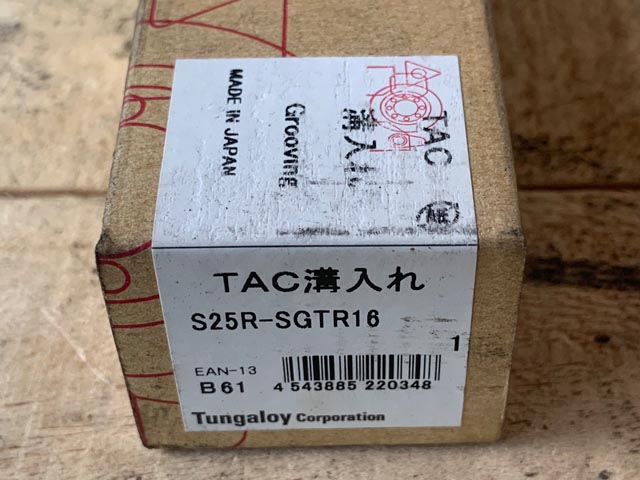 TAC
溝入れ
Grooving
MADE IN JAPAN
TAC溝入れ
S25R-SGTR16
1
EAN-13
B61
4 543885 220348
Tungaloy Corporation